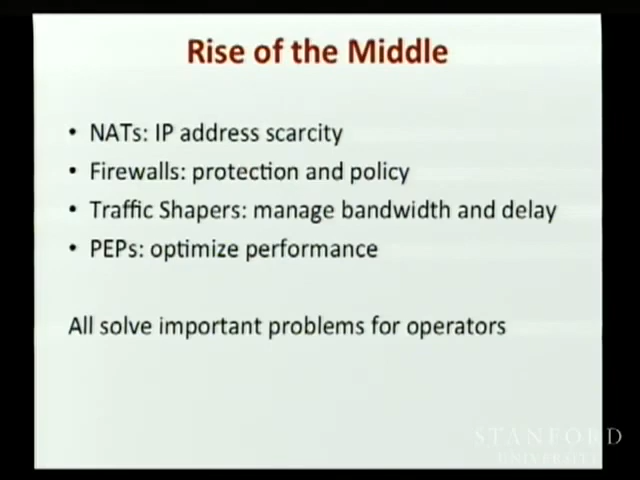 Rise of the Middle
• NATs: IP address scarcity
• Firewalls: protection and policy
• Traffic Shapers: manage bandwidth and delay
• PEPs: optimize performance
All solve important problems for operators
STANFORD
UNIVERSITY